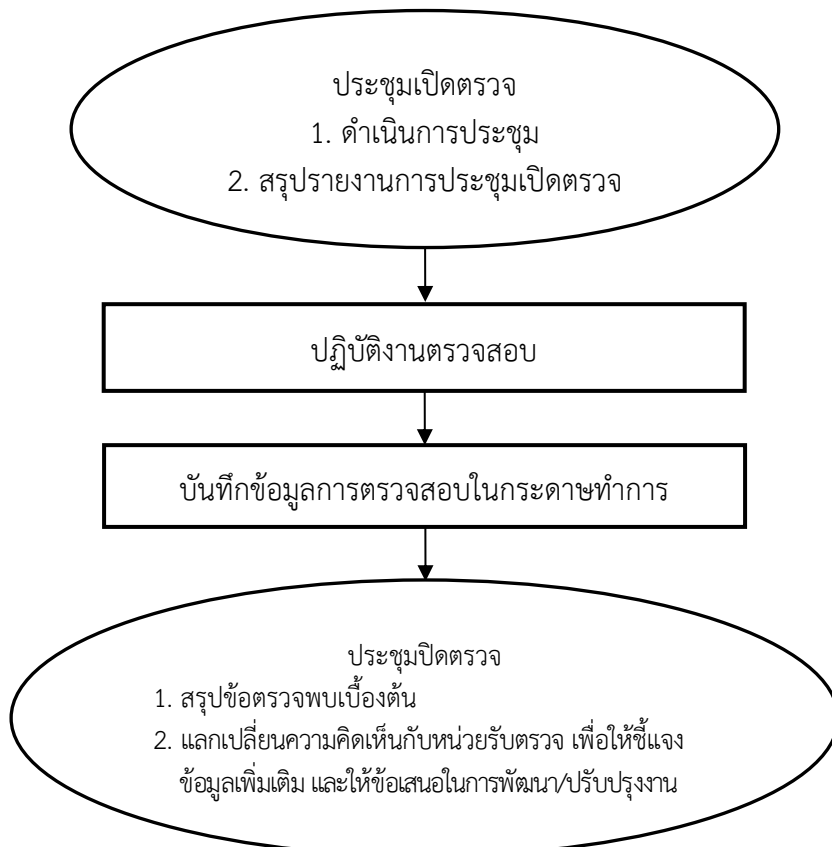 ประชุมเปิดตรวจ
1. ดำเนินการประชุม
2. สรุปรายงานการประชุมเปิดตรวจ
ปฏิบัติงานตรวจสอบ
บันทึกข้อมูลการตรวจสอบในกระดาษทำการ
ประชุมปิดตรวจ
1. สรุปข้อตรวจพบเบื้องต้น
2. แลกเปลี่ยนความคิดเห็นกับหน่วยรับตรวจ เพื่อให้ชี้แจง
ข้อมูลเพิ่มเติม และให้ข้อเสนอในการพัฒนา/ปรับปรุงงาน